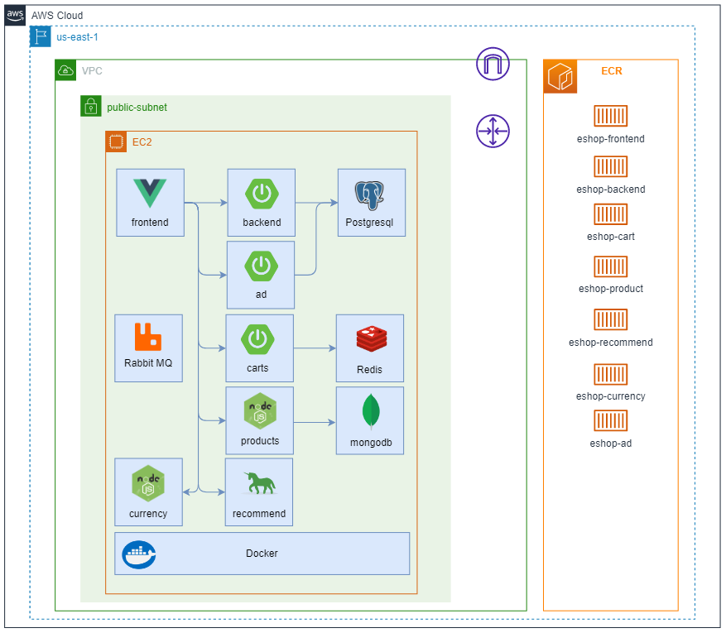 aws
AWS Cloud
us-east-1
VPC
ECR
public-subnet
EC2
eshop-frontend
eshop-backend
eshop-cart
eshop-product
eshop-recommend
eshop-currency
eshop-ad
frontend
backend
Postgresql
ad
Rabbit MQ
carts
Redis
node
JS
products
mongodb
node
JS
currency
recommend
Docker